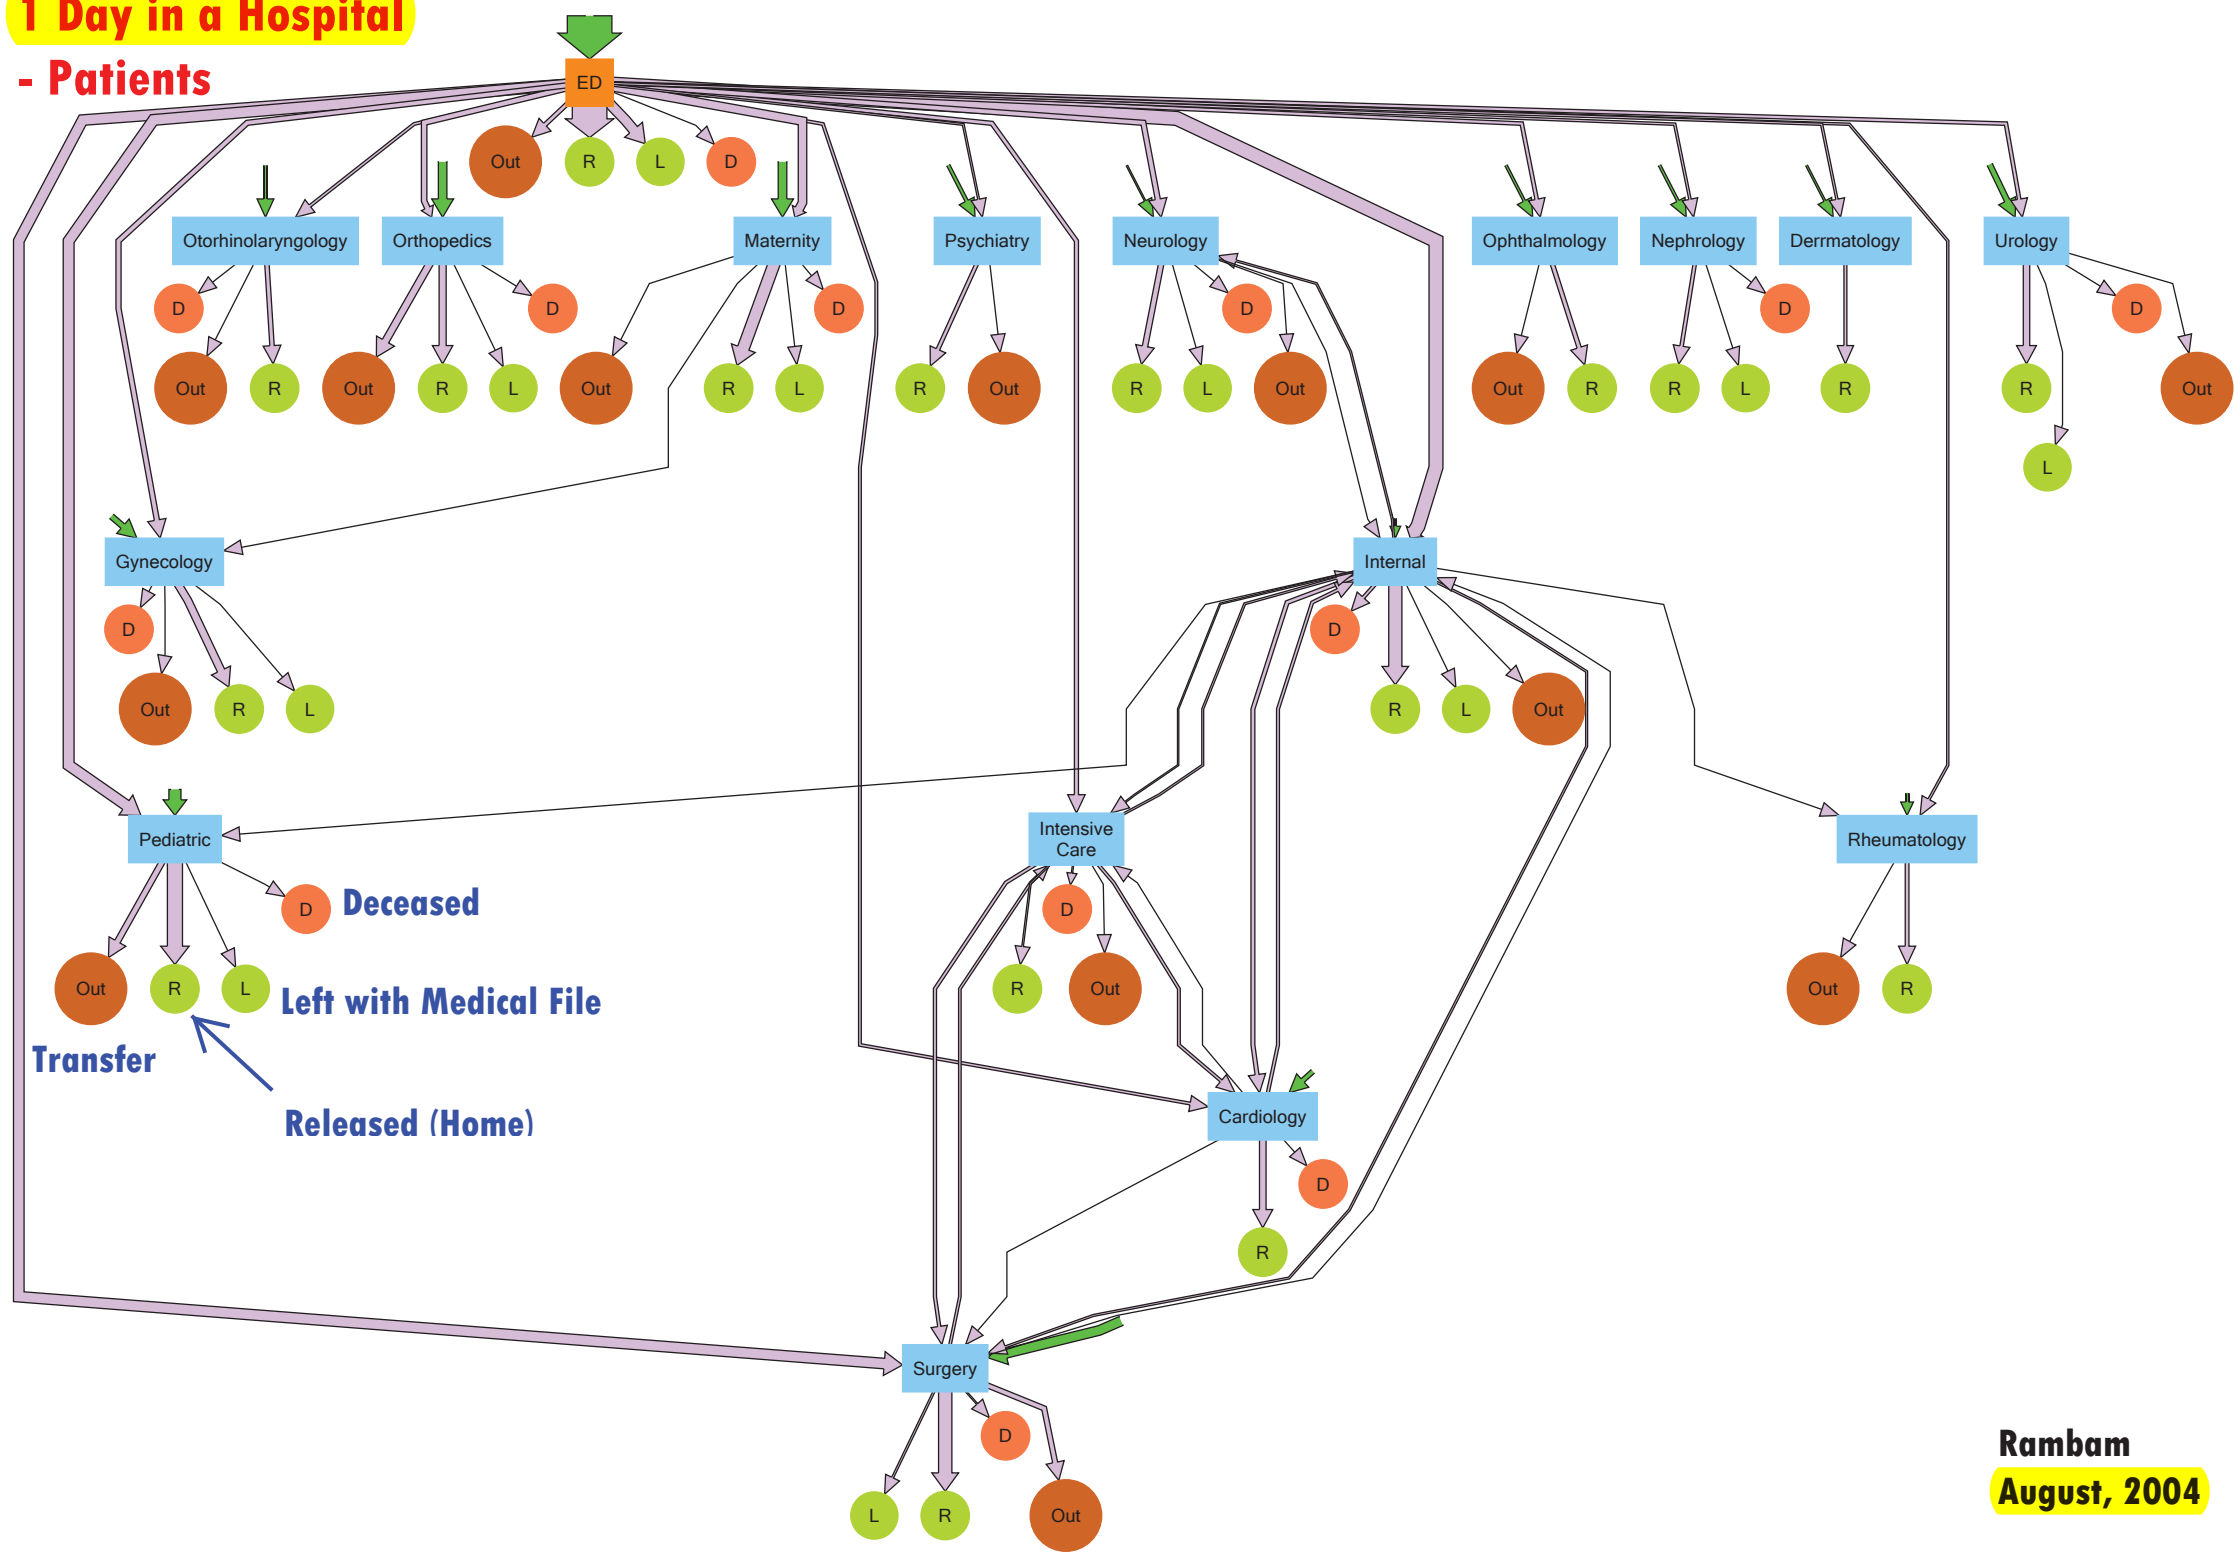 1 Day in a Hospital
- Patients
ED
Out
R
L
D
Otorhinolaryngology
Orthopedics
Maternity
Psychiatry
Neurology
Ophthalmology
Nephrology
Derrmatology
Urology
D
D
D
D
D
D
Out
R
Out
R
L
Out
R
L
R
Out
R
L
Out
Out
R
R
L
R
R
Out
L
Gynecology
Internal
D
D
Out
R
L
R
L
Out
Pediatric
Intensive
Care
Rheumatology
D
Deceased
D
Out
R
L
Left with Medical File
R
Out
Out
R
Transfer
Released (Home)
Cardiology
D
R
Surgery
D
L
R
Out
Rambam
August, 2004